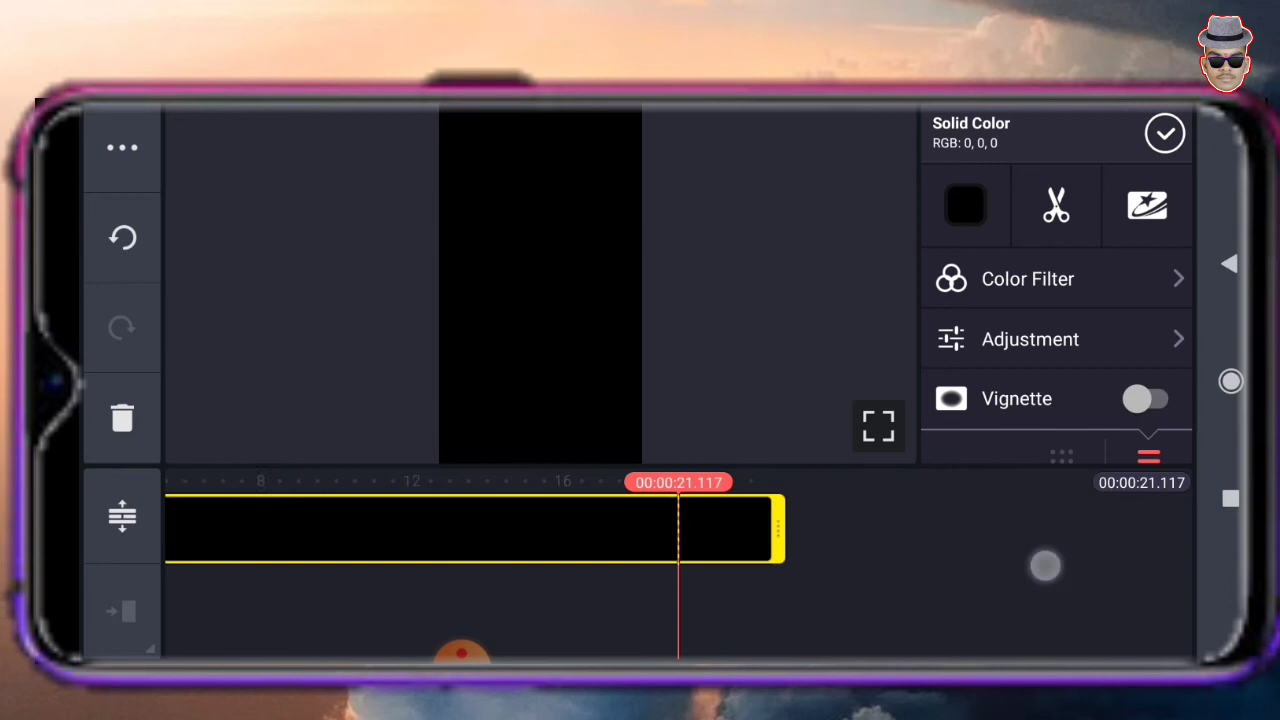 Solid Color
RGB: 0, 0, 0
Color Filter
Adjustment
Vignette
8
12
16
00:00:21.117
00:00:21.117